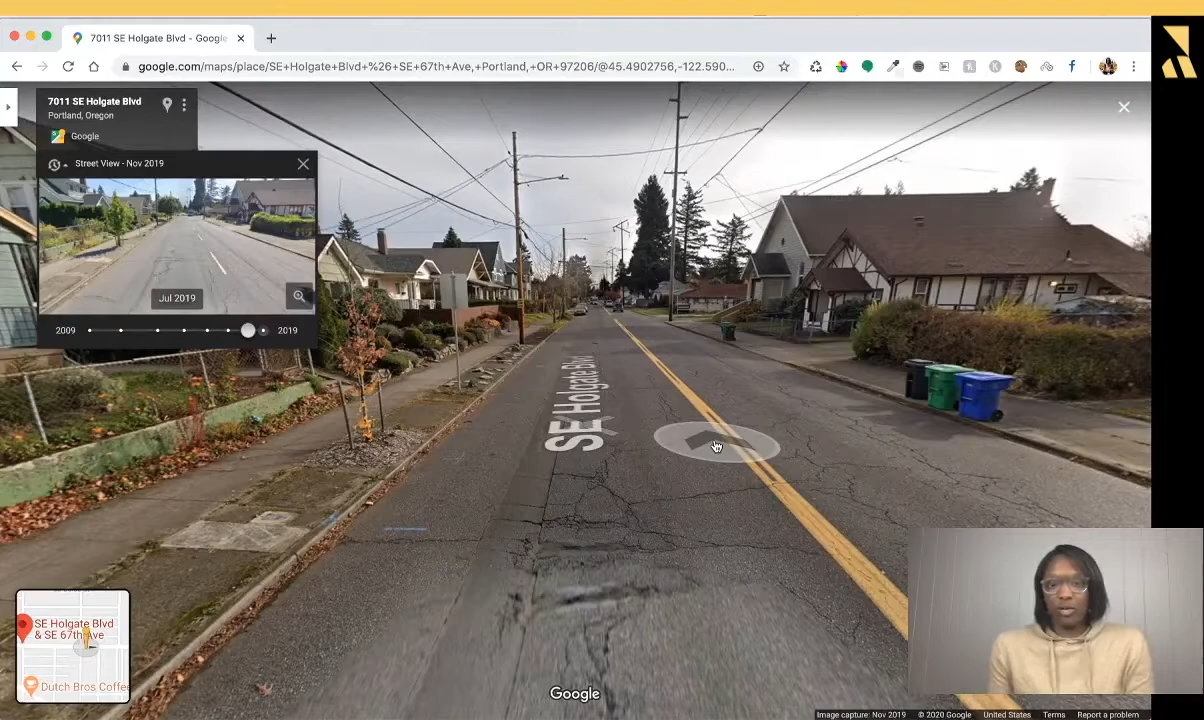 7011 SE Holgate Blvd - Google
google.com/maps/place/SE+Holgate+Blvd+%26+SE+67th+Ave,+Portland,+OR+97206/@45.4902756,-122.590...
7011 SE Holgate Blvd
Portland, Oregon
Google
Street View - Nov 2019
Jul 2019
2009
2019
SE Holgate Blvd
SE Holgate Blvd
& SE 67th Ave
Dutch Bros Coffee
Google
Image capture: Nov 2019 © 2020 Google United States Terms Report a problem